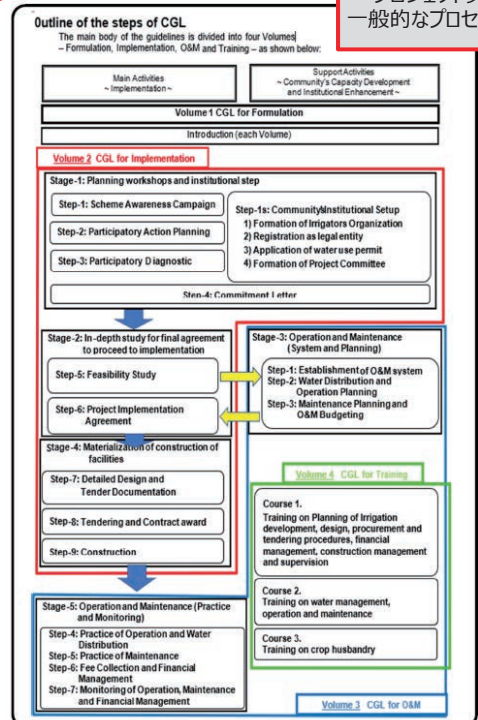 プロジェクト
一般的なプロセ
Outline of the steps of CGL
The main body of the guidelines is divided into four Volumes
– Formulation, Implementation, O&M and Training – as shown below:
Main Activities
~ Implementation ~
Support Activities
~ Community's Capacity Development
and Institutional Enhancement ~
Volume 1 CGL for Formulation
Introduction (each Volume)
Volume 2 CGL for Implementation
Stage-1: Planning workshops and institutional step
Step-1: Scheme Awareness Campaign
Step-2: Participatory Action Planning
Step-3: Participatory Diagnostic
Step-1s: Community/Institutional Setup
1) Formation of Irrigators Organization
2) Registration as legal entity
3) Application of water use permit
4) Formation of Project Committee
Step-4: Commitment Letter
Stage-2: In-depth study for final agreement
to proceed to implementation
Step-5: Feasibility Study
Step-6: Project Implementation
Agreement
Stage-3: Operation and Maintenance
(System and Planning)
Step-1: Establishment of O&M system
Step-2: Water Distribution and
Operation Planning
Step-3: Maintenance Planning and
O&M Budgeting
Stage-4: Materialization of construction of
facilities
Step-7: Detailed Design and
Tender Documentation
Step-8: Tendering and Contract award
Step-9: Construction
Volume 4 CGL for Training
Course 1.
Training on Planning of Irrigation
development, design, procurement and
tendering procedures, financial
management, construction management
and supervision
Course 2.
Training on water management,
operation and maintenance
Course 3.
Training on crop husbandry
Stage-5: Operation and Maintenance (Practice
and Monitoring)
Step-4: Practice of Operation and Water
Distribution
Step-5: Practice of Maintenance
Step-6: Fee Collection and Financial
Management
Step-7: Monitoring of Operation, Maintenance
and Financial Management
Volume 3 CGL for O&M